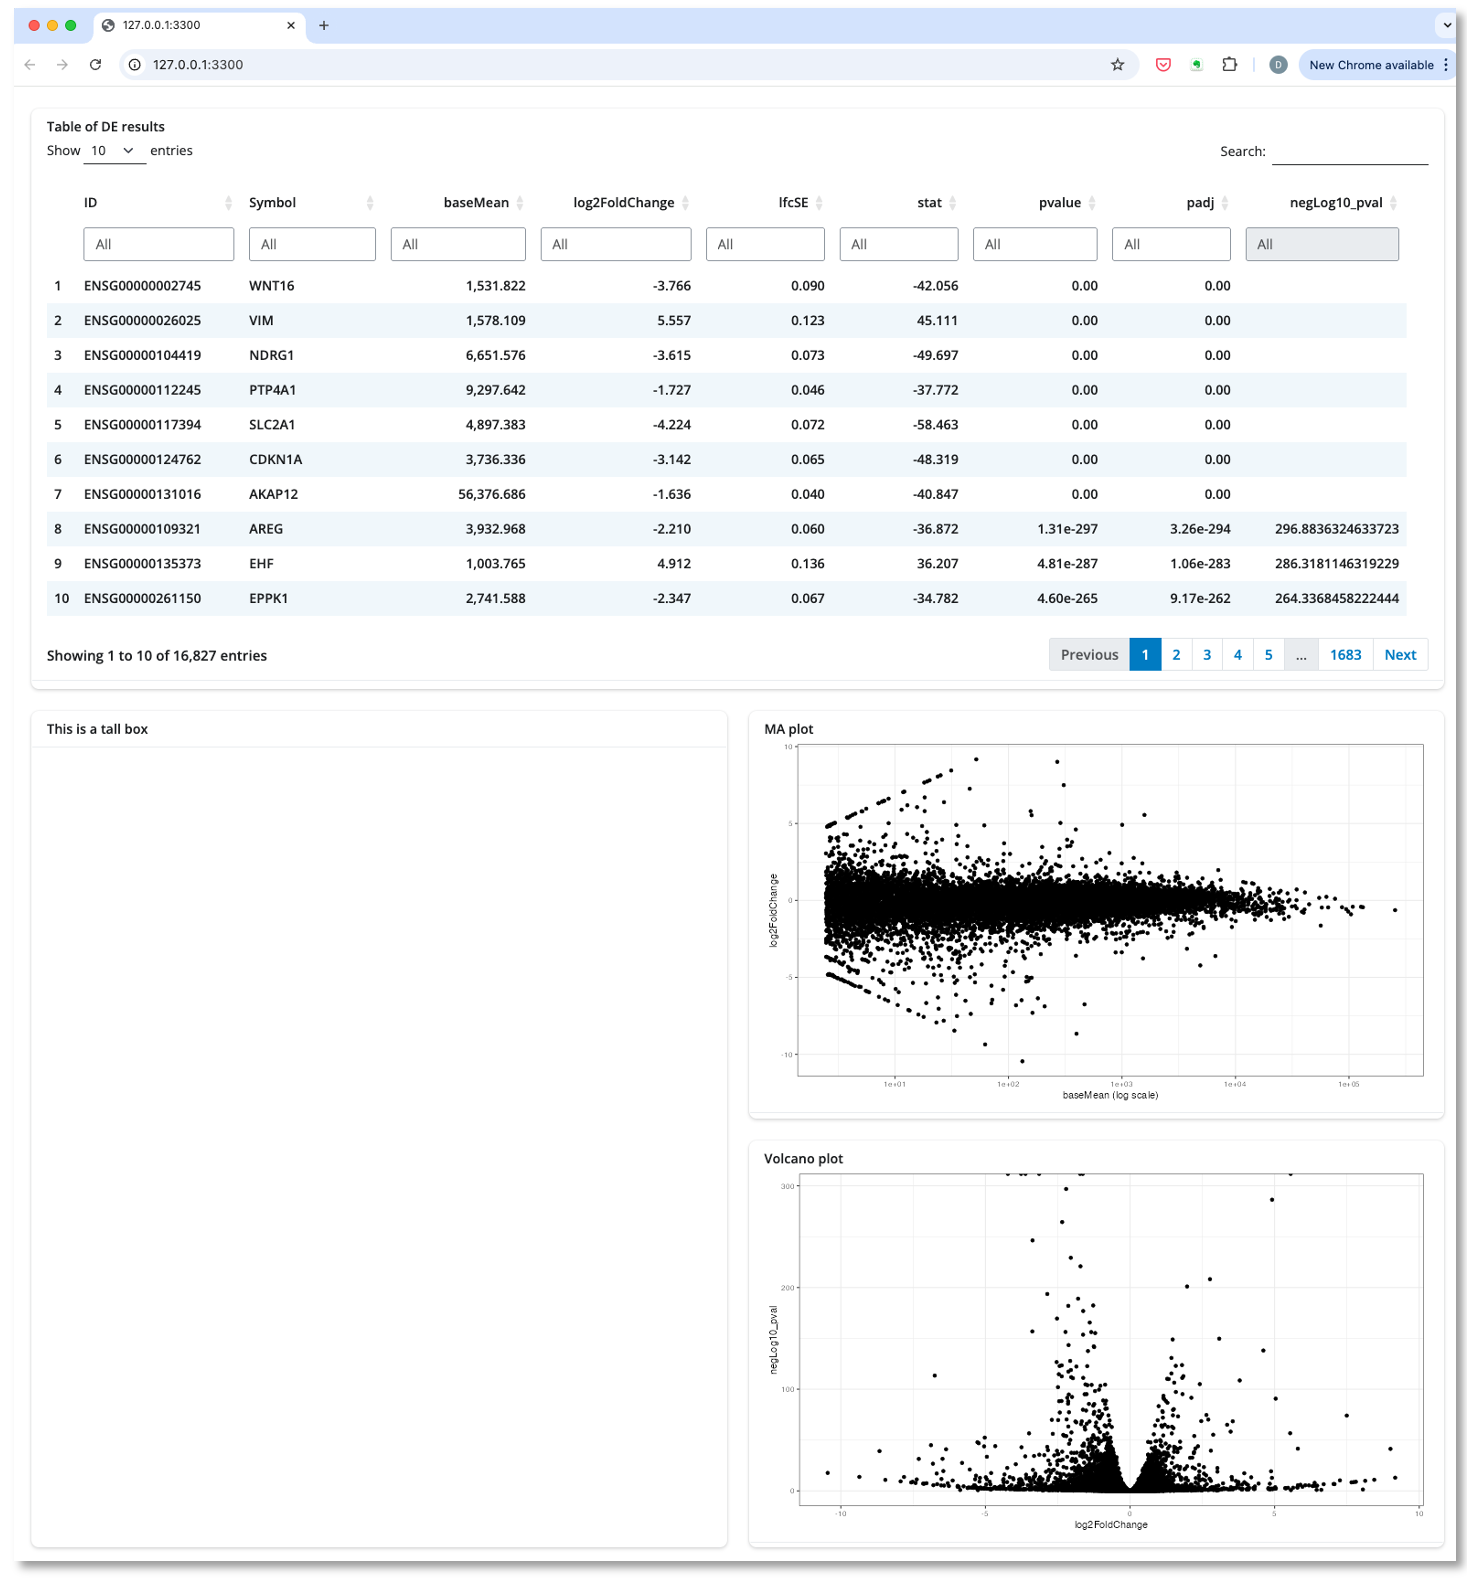 127.0.0.1:3300
127.0.0.1:3300
D
New Chrome available
Table of DE results
Show 10 entries
Search:
ID Symbol baseMean log2FoldChange lfcSE stat pvalue padj negLog10_pval
All All All All All All All All All
1 ENSG00000002745 WNT16 1,531.822 -3.766 0.090 -42.056 0.00 0.00
2 ENSG00000026025 VIM 1,578.109 5.557 0.123 45.111 0.00 0.00
3 ENSG00000104419 NDRG1 6,651.576 -3.615 0.073 -49.697 0.00 0.00
4 ENSG00000112245 PTP4A1 9,297.642 -1.727 0.046 -37.772 0.00 0.00
5 ENSG00000117394 SLC2A1 4,897.383 -4.224 0.072 -58.463 0.00 0.00
6 ENSG00000124762 CDKN1A 3,736.336 -3.142 0.065 -48.319 0.00 0.00
7 ENSG00000131016 AKAP12 56,376.686 -1.636 0.040 -40.847 0.00 0.00
8 ENSG00000109321 AREG 3,932.968 -2.210 0.060 -36.872 1.31e-297 3.26e-294 296.8836324633723
9 ENSG00000135373 EHF 1,003.765 4.912 0.136 36.207 4.81e-287 1.06e-283 286.3181146319229
10 ENSG00000261150 EPPK1 2,741.588 -2.347 0.067 -34.782 4.60e-265 9.17e-262 264.3368458222444
Showing 1 to 10 of 16,827 entries
Previous 1 2 3 4 5 … 1683 Next
This is a tall box
MA plot
10
5
0
-5
-10
log2FoldChange
1e+01 1e+02 1e+03 1e+04 1e+05
baseMean (log scale)
Volcano plot
300
200
100
0
negLog10_pval
-10 -5 0 5 10
log2FoldChange